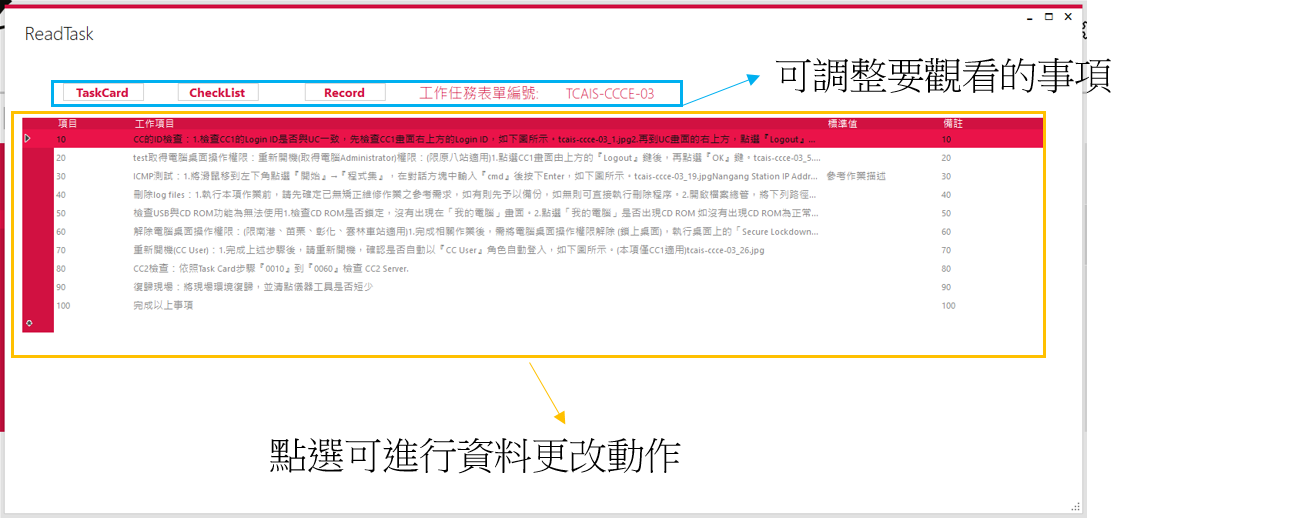 ReadTask
可調整要觀看的事項
TaskCard CheckList Record 工作任務表單編號: TCAIS-CCCE-03
項目 工作項目 標準值 備註
10 CC的ID檢查：1.檢查CC1的Login ID是否與UC一致，先檢查CC1畫面右上方的Login ID，如下圖所示。tcais-ccce-03_1.jpg2.再到UC畫面的右上方，點選『Logout』... 10
20 test取得電腦桌面操作權限：重新開機(取得電腦Administrator)權限：(限原八站適用)1.點選CC1畫面由上方的『Logout』鍵後，再點選『OK』鍵。tcais-ccce-03_5.... 20
30 ICMP測試：1.將滑鼠移到左下角點選『開始』→『程式集』，在對話方塊中輸入『cmd』後按下Enter，如下圖所示。tcais-ccce-03_19.jpgNangang Station IP Addr... 參考作業描述 30
40 刪除log files：1.執行本項作業前，請先確定已無矯正維修作業之參考需求，如有則先予以備份，如無則可直接執行刪除程序。2.開啟檔案總管，將下列路徑... 40
50 檢查USB與CD ROM功能為無法使用1.檢查CD ROM是否鎖定，沒有出現在「我的電腦」畫面。2.點選「我的電腦」是否出現CD ROM 如沒有出現CD ROM為正常... 50
60 解除電腦桌面操作權限：(限南港、苗栗、彰化、雲林車站適用)1.完成相關作業後，需將電腦桌面操作權限解除 (鎖上桌面)，執行桌面上的「Secure Lockdown... 60
70 重新開機(CC User)：1.完成上述步驟後，請重新開機，確認是否自動以『CC User』角色自動登入，如下圖所示。(本項僅CC1適用)tcais-ccce-03_26.jpg 70
80 CC2檢查：依照Task Card步驟『0010』到『0060』檢查 CC2 Server. 80
90 復歸現場：將現場環境復歸，並清點儀器工具是否短少 90
100 完成以上事項 100
點選可進行資料更改動作